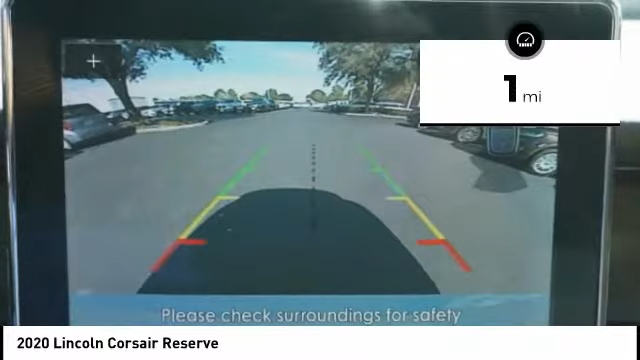 1 mi
Please check surroundings for safety
2020 Lincoln Corsair Reserve